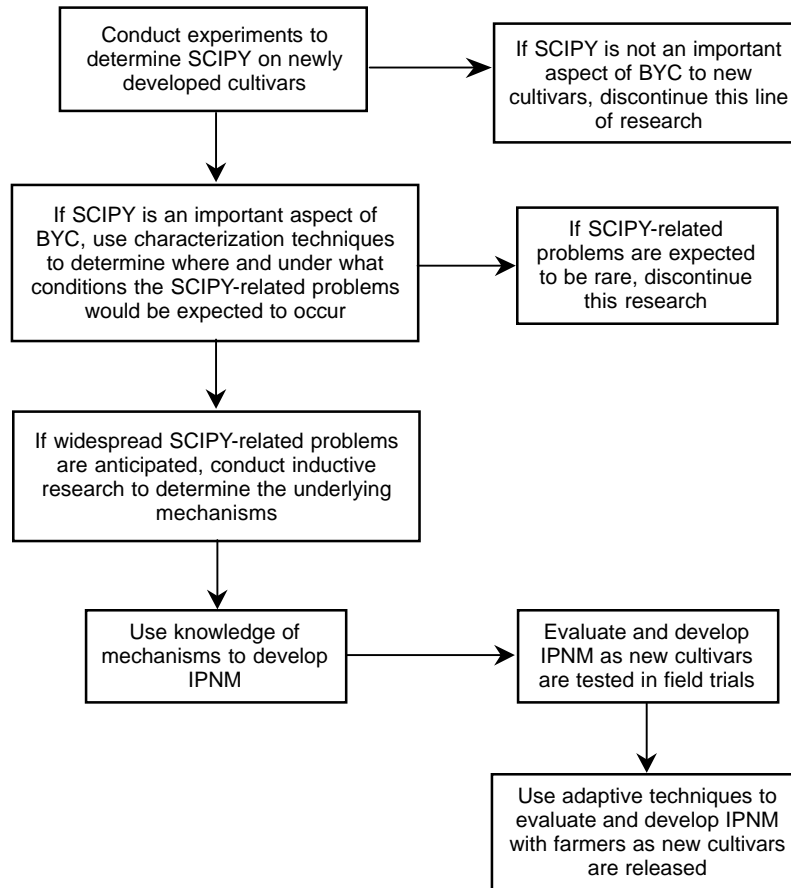 Conduct experiments to
determine SCIPY on newly
developed cultivars
If SCIPY is not an important
aspect of BYC to new
cultivars, discontinue this line
of research
If SCIPY is an important aspect of
BYC, use characterization techniques
to determine where and under what
conditions the SCIPY-related problems
would be expected to occur
If SCIPY-related
problems are expected
to be rare, discontinue
this research
If widespread SCIPY-related problems
are anticipated, conduct inductive
research to determine the underlying
mechanisms
Use knowledge of
mechanisms to develop
IPNM
Evaluate and develop
IPNM as new cultivars
are tested in field trials
Use adaptive techniques to
evaluate and develop IPNM
with farmers as new cultivars
are released